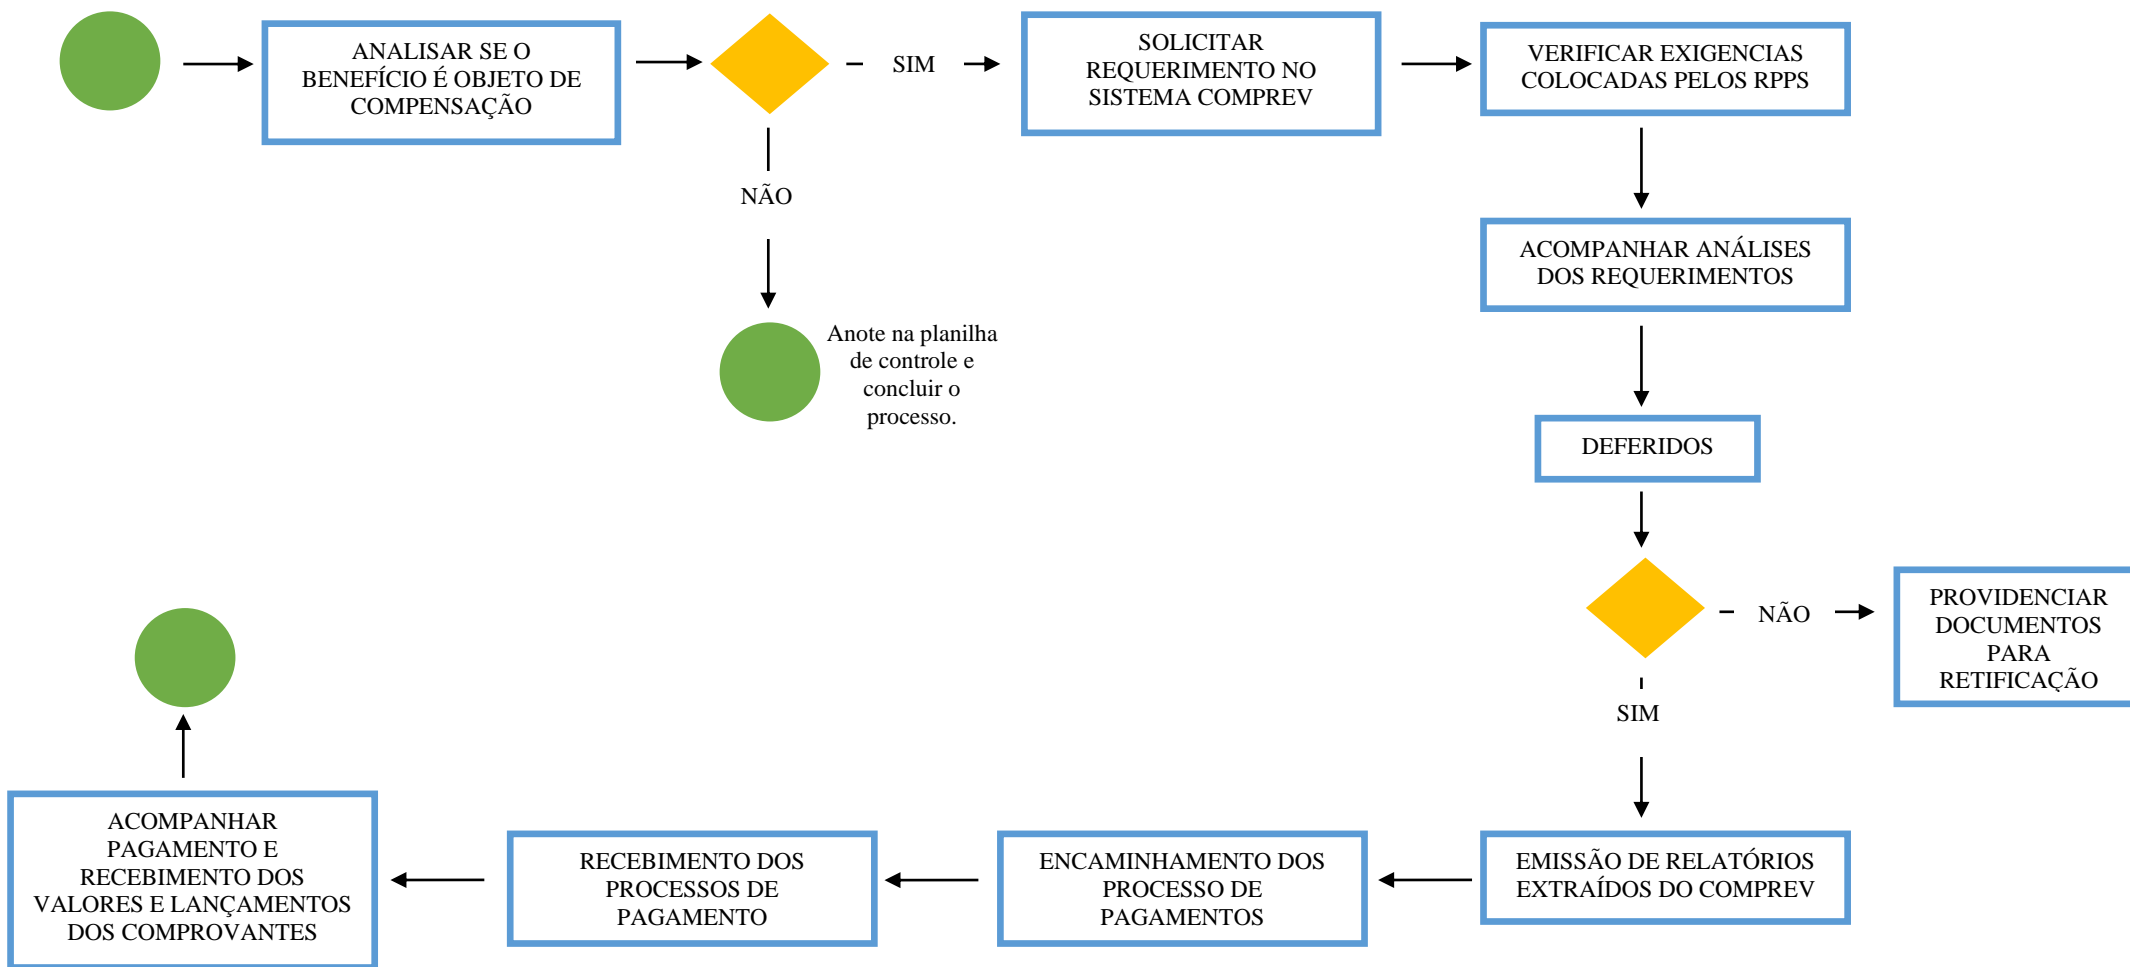 ANALISAR SE O
BENEFÍCIO É OBJETO DE
COMPENSAÇÃO
SIM
SOLICITAR
REQUERIMENTO NO
SISTEMA COMPREV
VERIFICAR EXIGENCIAS
COLOCADAS PELOS RPPS
NÃO
ACOMPANHAR ANÁLISES
DOS REQUERIMENTOS
Anote na planilha
de controle e
concluir o
processo.
DEFERIDOS
NÃO
PROVIDENCIAR
DOCUMENTOS
PARA
RETIFICAÇÃO
SIM
EMISSÃO DE RELATÓRIOS
EXTRAÍDOS DO COMPREV
ENCAMINHAMENTO DOS
PROCESSO DE
PAGAMENTOS
RECEBIMENTO DOS
PROCESSOS DE
PAGAMENTO
ACOMPANHAR
PAGAMENTO E
RECEBIMENTO DOS
VALORES E LANÇAMENTOS
DOS COMPROVANTES